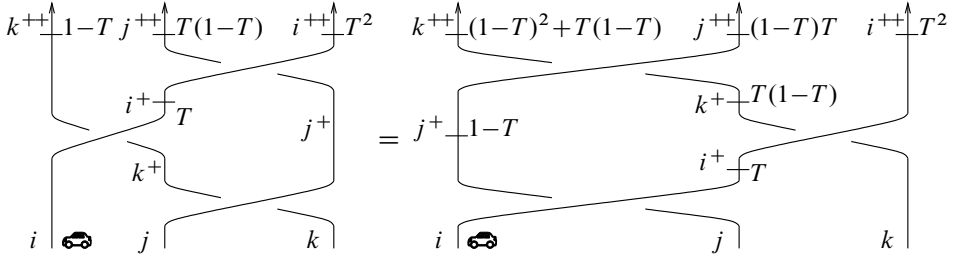 k⁺⁺ 1−T j⁺⁺ T(1−T) i⁺⁺ T² k⁺⁺ (1−T)²+T(1−T) j⁺⁺ (1−T)T i⁺⁺ T²
i⁺ T k⁺ T(1−T)
j⁺ = j⁺ 1−T
k⁺ i⁺ T
i j k i j k